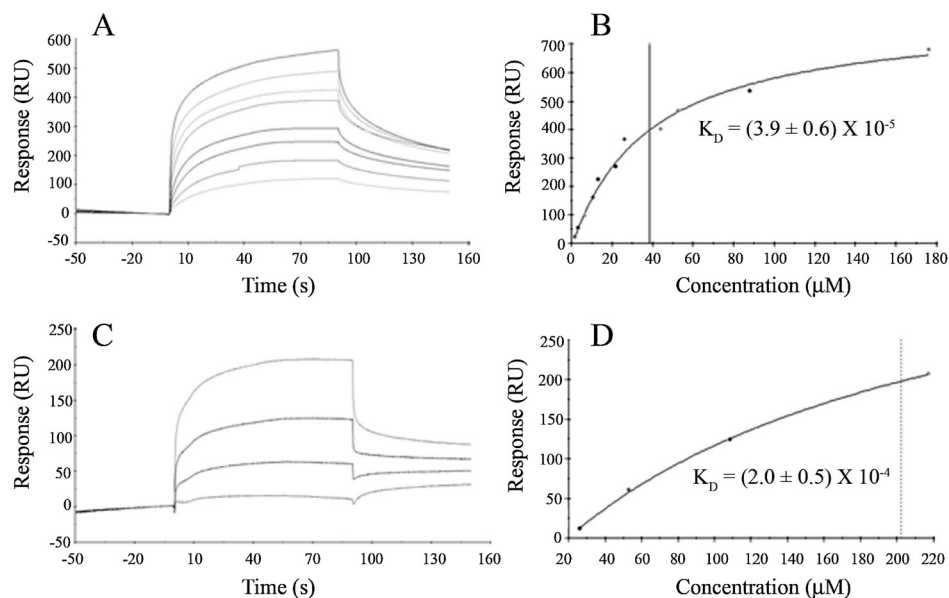 A
Response (RU)
600
500
400
300
200
100
0
-50
-50 -20 10 40 70 100 130 160
Time (s)
B
Response (RU)
700
600
500
400
300
200
100
0
K_D = (3.9 ± 0.6) X 10^-5
0 20 40 60 80 100 120 140 160 180
Concentration (μM)
C
Response (RU)
250
200
150
100
50
0
-50
-50 -20 10 40 70 100 130 160
Time (s)
D
Response (RU)
250
200
150
100
50
0
K_D = (2.0 ± 0.5) X 10^-4
20 40 60 80 100 120 140 160 180 200 220
Concentration (μM)